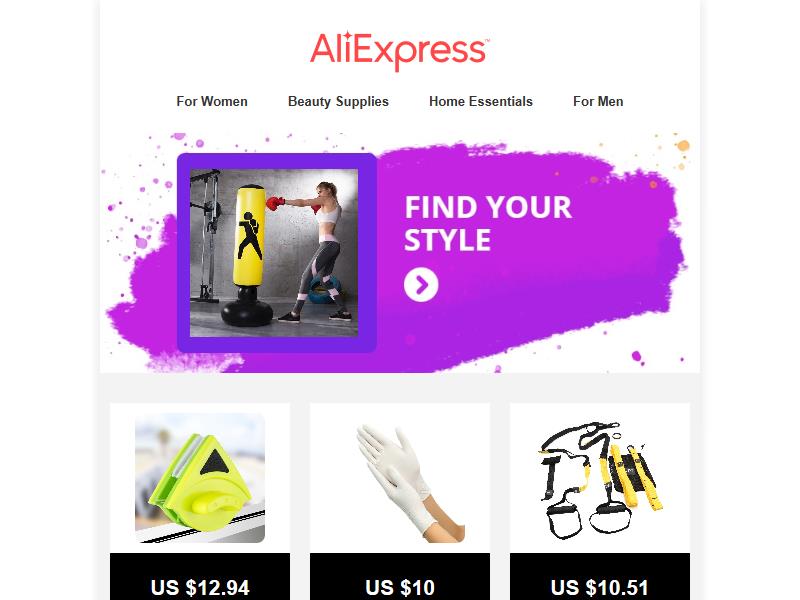 AliExpress™
For Women Beauty Supplies Home Essentials For Men
FIND YOUR
STYLE
US $12.94 US $10 US $10.51